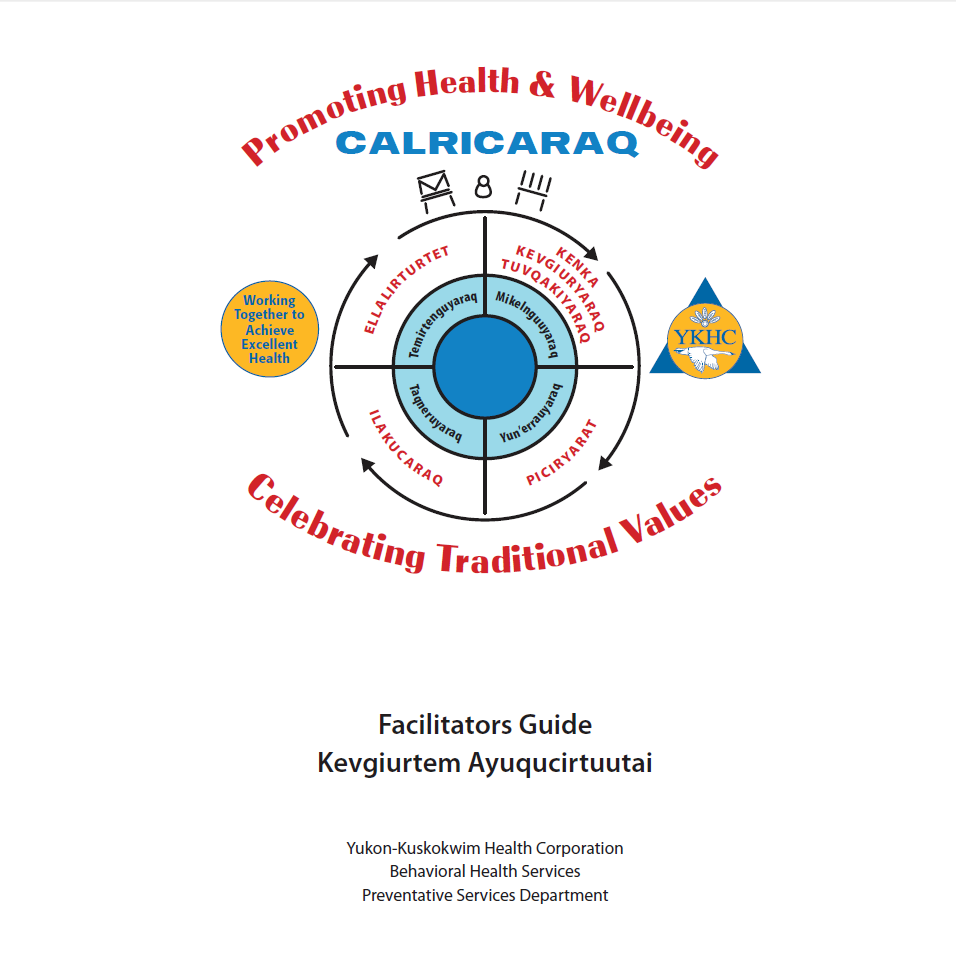 Promoting Health & Wellbeing
CALRICARAQ
ELLALIRTURTET
KENKA
KEVGIURYARAQ
TUVQAKIYARAQ
Temirtenguyaraq
Mikelnguuyaraq
Working
Together to
Achieve
Excellent
Health
YKHC
Taqneruyaraq
Yun'errauyaraq
ILAKUCARAQ
PICIRYARAT
Celebrating Traditional Values
Facilitators Guide
Kevgiurtem Ayuqucirtuutai
Yukon-Kuskokwim Health Corporation
Behavioral Health Services
Preventative Services Department